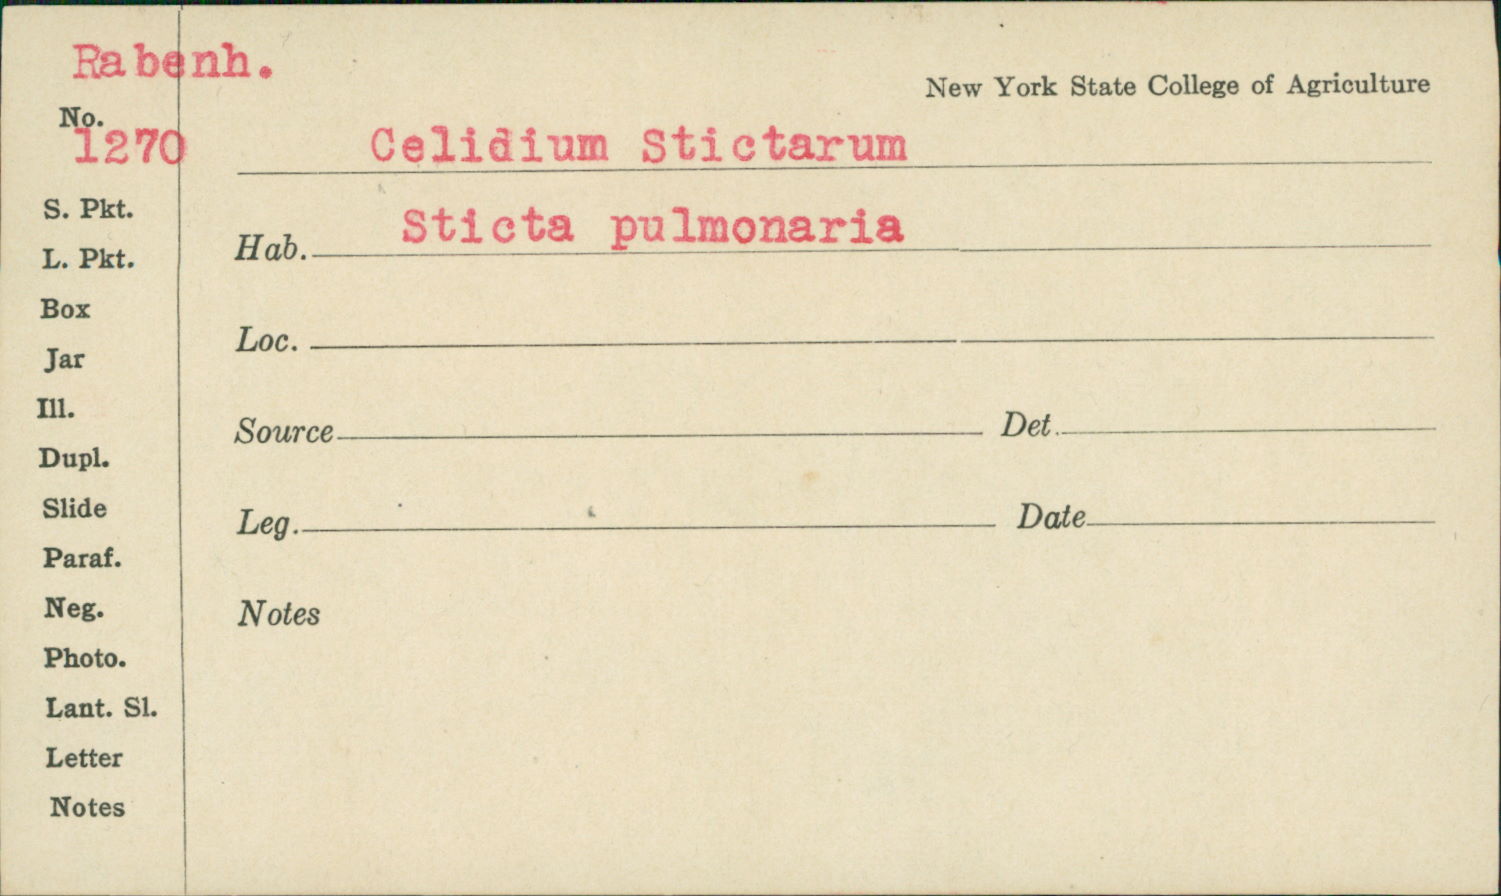 Rabenh.
New York State College of Agriculture
No.
1270
Celidium Stictarum
S. Pkt.
Hab. Sticta pulmonaria
L. Pkt.
Box
Loc.
Jar
Ill.
Source Det.
Dupl.
Slide
Leg. Date
Paraf.
Neg.
Notes
Photo.
Lant. Sl.
Letter
Notes